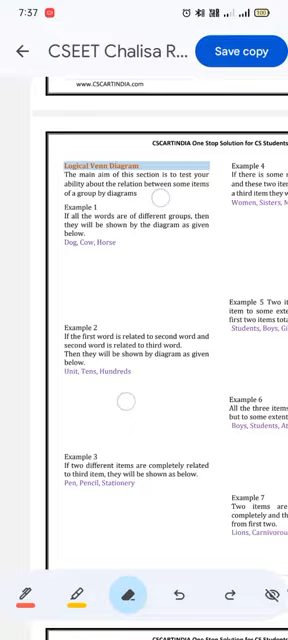 7:37
100
CSEET Chalisa R...
Save copy
www.CSCARTINDIA.com
CSCARTINDIA One Stop Solution for CS Students
Logical Venn Diagram
The main aim of this section is to test your
ability about the relation between some items
of a group by diagrams
Example 1
If all the words are of different groups, then
they will be shown by the diagram as given
below.
Dog, Cow, Horse
Example 2
If the first word is related to second word and
second word is related to third word.
Then they will be shown by diagram as given
below.
Unit, Tens, Hundreds
Example 3
If two different items are completely related
to third item, they will be shown as below.
Pen, Pencil, Stationery
Example 4
If there is some
and these two
a third item they
Women, Sisters,
Example 5 Two
item to some
first two items
Students, Boys,
Example 6
All the three
but to some extent
Boys, Students,
Example 7
Two items are
completely and
from first two.
Lions,
CSCARTINDIA One Stop Solution for CS Students